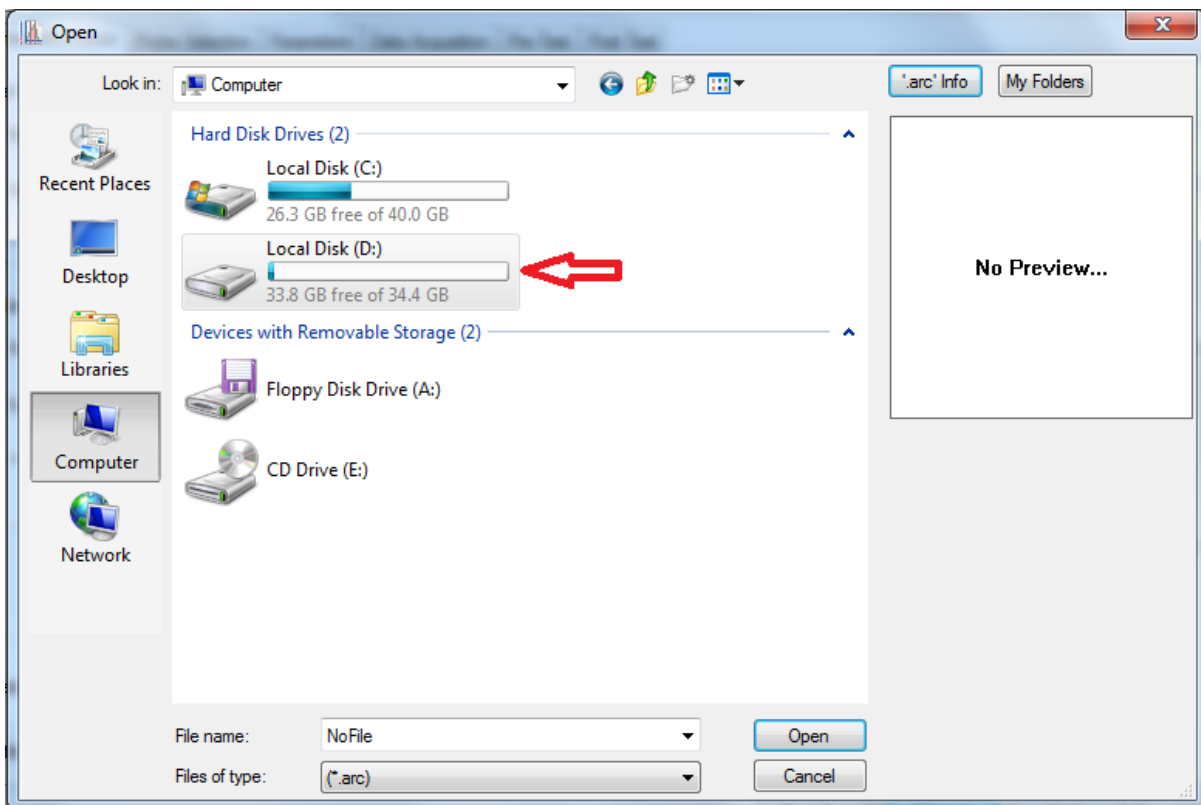 Open
Look in:
Computer
'.arc' Info
My Folders
Recent Places
Desktop
Libraries
Computer
Network
Hard Disk Drives (2)
Local Disk (C:)
26.3 GB free of 40.0 GB
Local Disk (D:)
33.8 GB free of 34.4 GB
Devices with Removable Storage (2)
Floppy Disk Drive (A:)
CD Drive (E:)
No Preview...
File name:
NoFile
Open
Files of type:
(*.arc)
Cancel